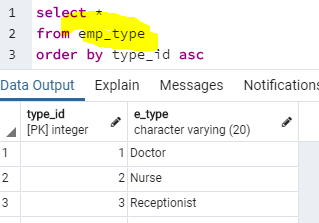 1 select *
2 from emp_type
3 order by type_id asc
Data Output Explain Messages Notifications
type_id e_type
[PK] integer character varying (20)
1 1 Doctor
2 2 Nurse
3 3 Receptionist